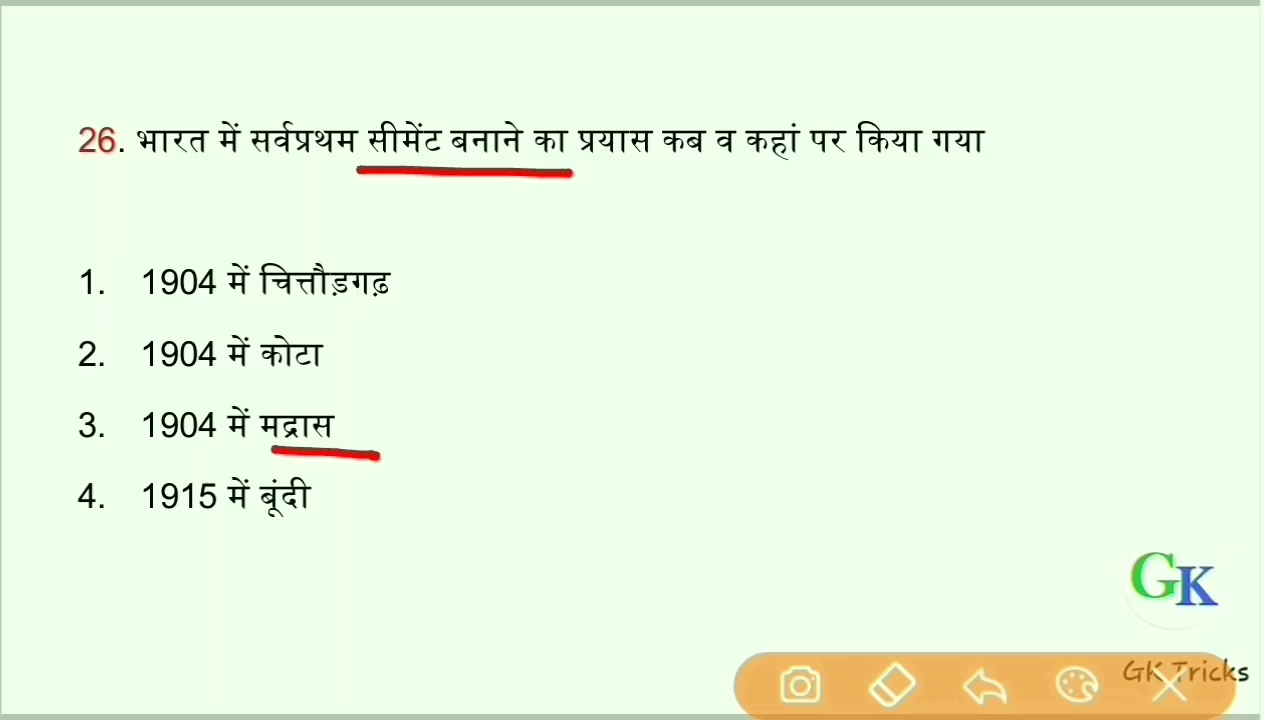 26. भारत में सर्वप्रथम सीमेंट बनाने का प्रयास कब व कहां पर किया गया
1. 1904 में चित्तौड़गढ़
2. 1904 में कोटा
3. 1904 में मद्रास
4. 1915 में बूंदी
GK
GK Tricks